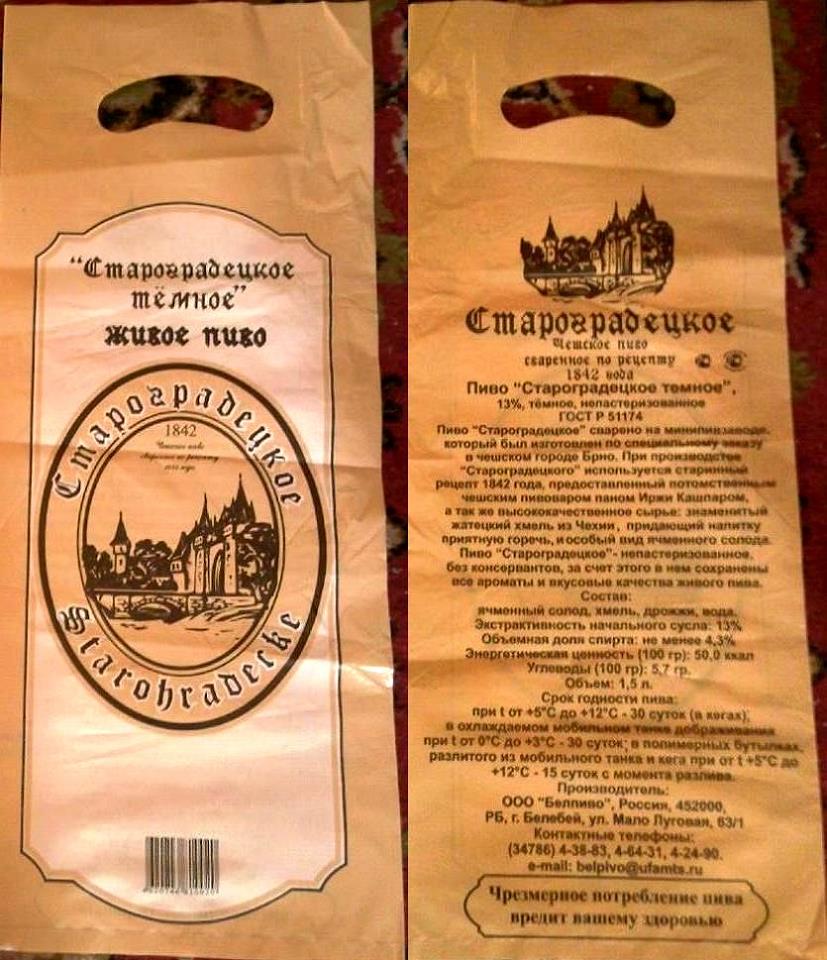 “Староградецкое
тёмное”
живое пиво
Староградецкое
1842
Чешское пиво
сваренное по рецепту
1842 года
Starohradecke
Староградецкое
Чешское пиво
сваренное по рецепту
1842 года
Пиво "Староградецкое темное",
13%, тёмное, непастеризованное
ГОСТ Р 51174
Пиво "Староградецкое" сварено на минипивзаводе,
который был изготовлен по специальному заказу
в чешском городе Брно. При производстве
"Староградецкого" используется старинный
рецепт 1842 года, предоставленный потомственным
чешским пивоваром паном Иржи Кашпаром,
а так же высококачественное сырье: знаменитый
жатецкий хмель из Чехии, придающий напитку
приятную горечь, и особый вид ячменного солода.
Пиво "Староградецкое"- непастеризованное,
без консервантов, за счет этого в нем сохранены
все ароматы и вкусовые качества живого пива.
Состав:
ячменный солод, хмель, дрожжи, вода.
Экстрактивность начального сусла: 13%
Объемная доля спирта: не менее 4,3%
Энергетическая ценность (100 гр): 50,0 ккал
Углеводы (100 гр): 5,7 гр.
Объем: 1,5 л.
Срок годности пива:
при t от +5°С до +12°С - 30 суток (в кегах);
в охлаждаемом мобильном танке дображивания
при t от 0°С до +3°С - 30 суток; в полимерных бутылках,
разлитого из мобильного танка и кега при от t +5°С до
+12°С - 15 суток с момента разлива.
Производитель:
ООО "Белпиво", Россия, 452000,
РБ, г. Белебей, ул. Мало Луговая, 63/1
Контактные телефоны:
(34786) 4-38-83, 4-64-31, 4-24-90.
e-mail: belpivo@ufamts.ru
Чрезмерное потребление пива
вредит вашему здоровью